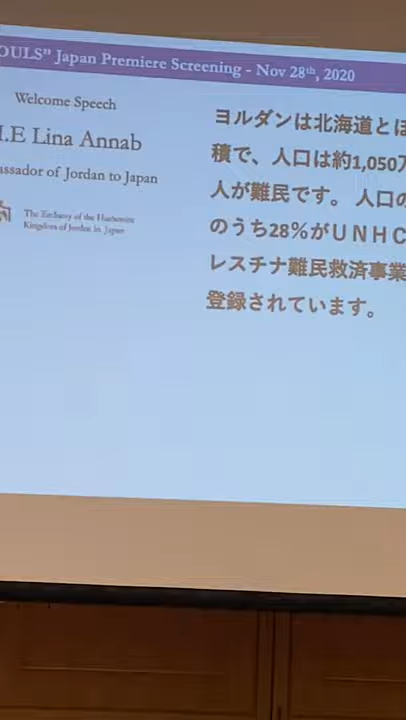 OULS” Japan Premiere Screening - Nov 28th, 2020
Welcome Speech
.E Lina Annab
assador of Jordan to Japan
The Embassy of the Hashemite
Kingdom of Jordan in Japan
ヨルダンは北海道とほ
積で、人口は約1,050万
人が難民です。 人口の
のうち28%がＵＮＨＣ
レスチナ難民救済事業
登録されています。